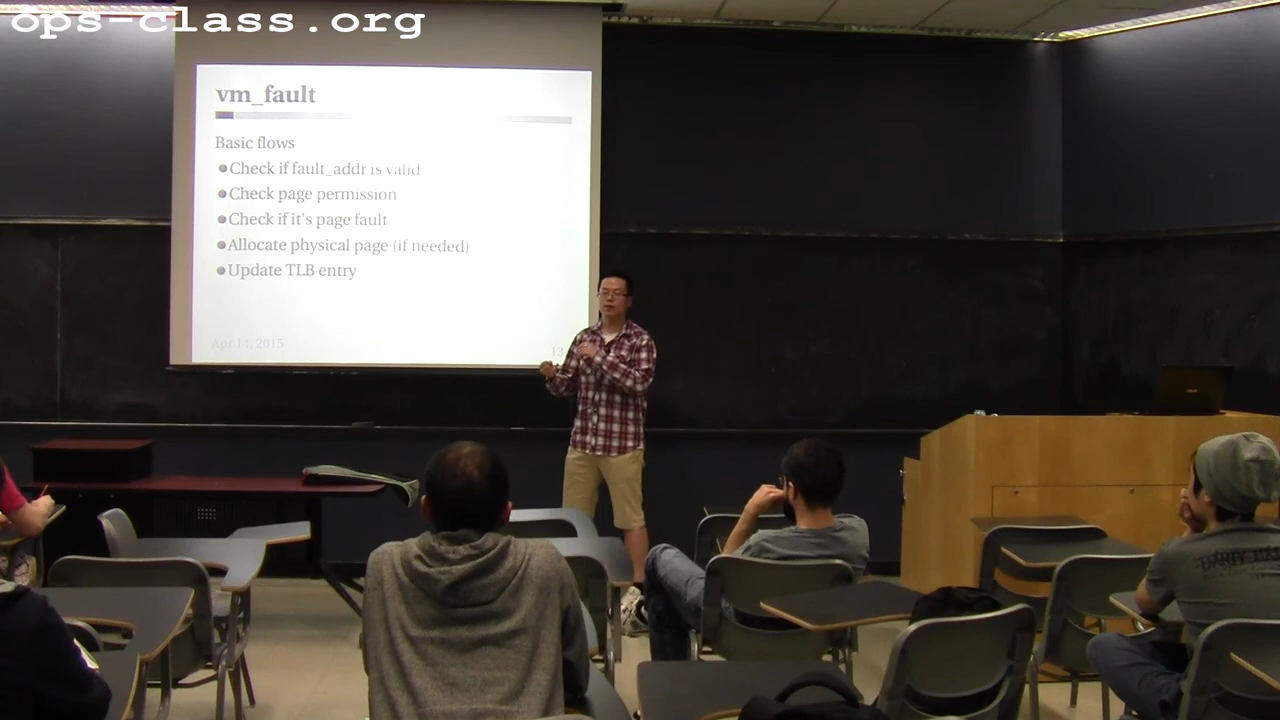 ops-class.org
vm_fault
Basic flows
Check if fault_addr is valid
Check page permission
Check if it's page fault
Allocate physical page (if needed)
Update TLB entry
Apr 14, 2015
13